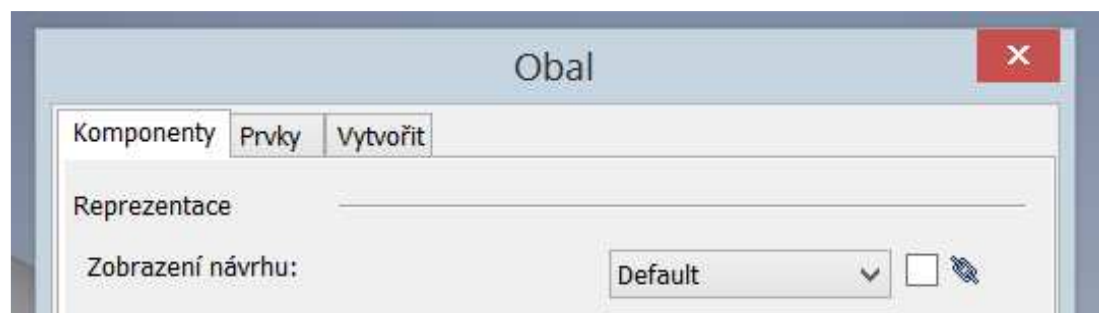 Obal
Komponenty Prvky Vytvořit
Reprezentace
Zobrazení návrhu: Default